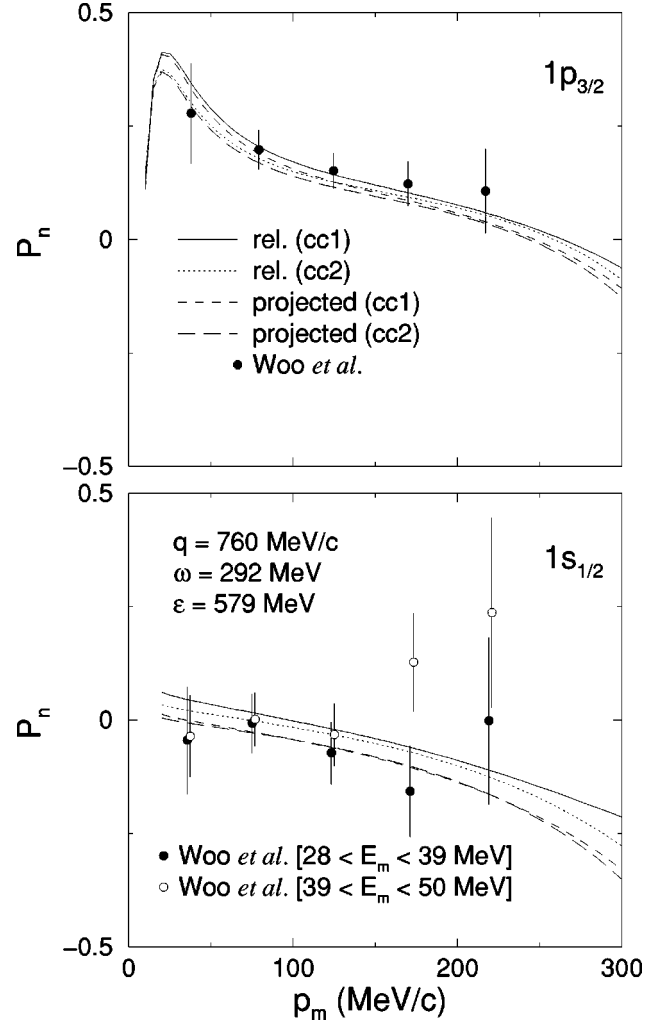 0.5
1p3/2
Pn
0
rel. (cc1)
rel. (cc2)
projected (cc1)
projected (cc2)
Woo et al.
−0.5
0.5
q = 760 MeV/c
ω = 292 MeV
ε = 579 MeV
1s1/2
Pn
0
Woo et al. [28 < Em < 39 MeV]
Woo et al. [39 < Em < 50 MeV]
−0.5
0 100 200 300
pm (MeV/c)